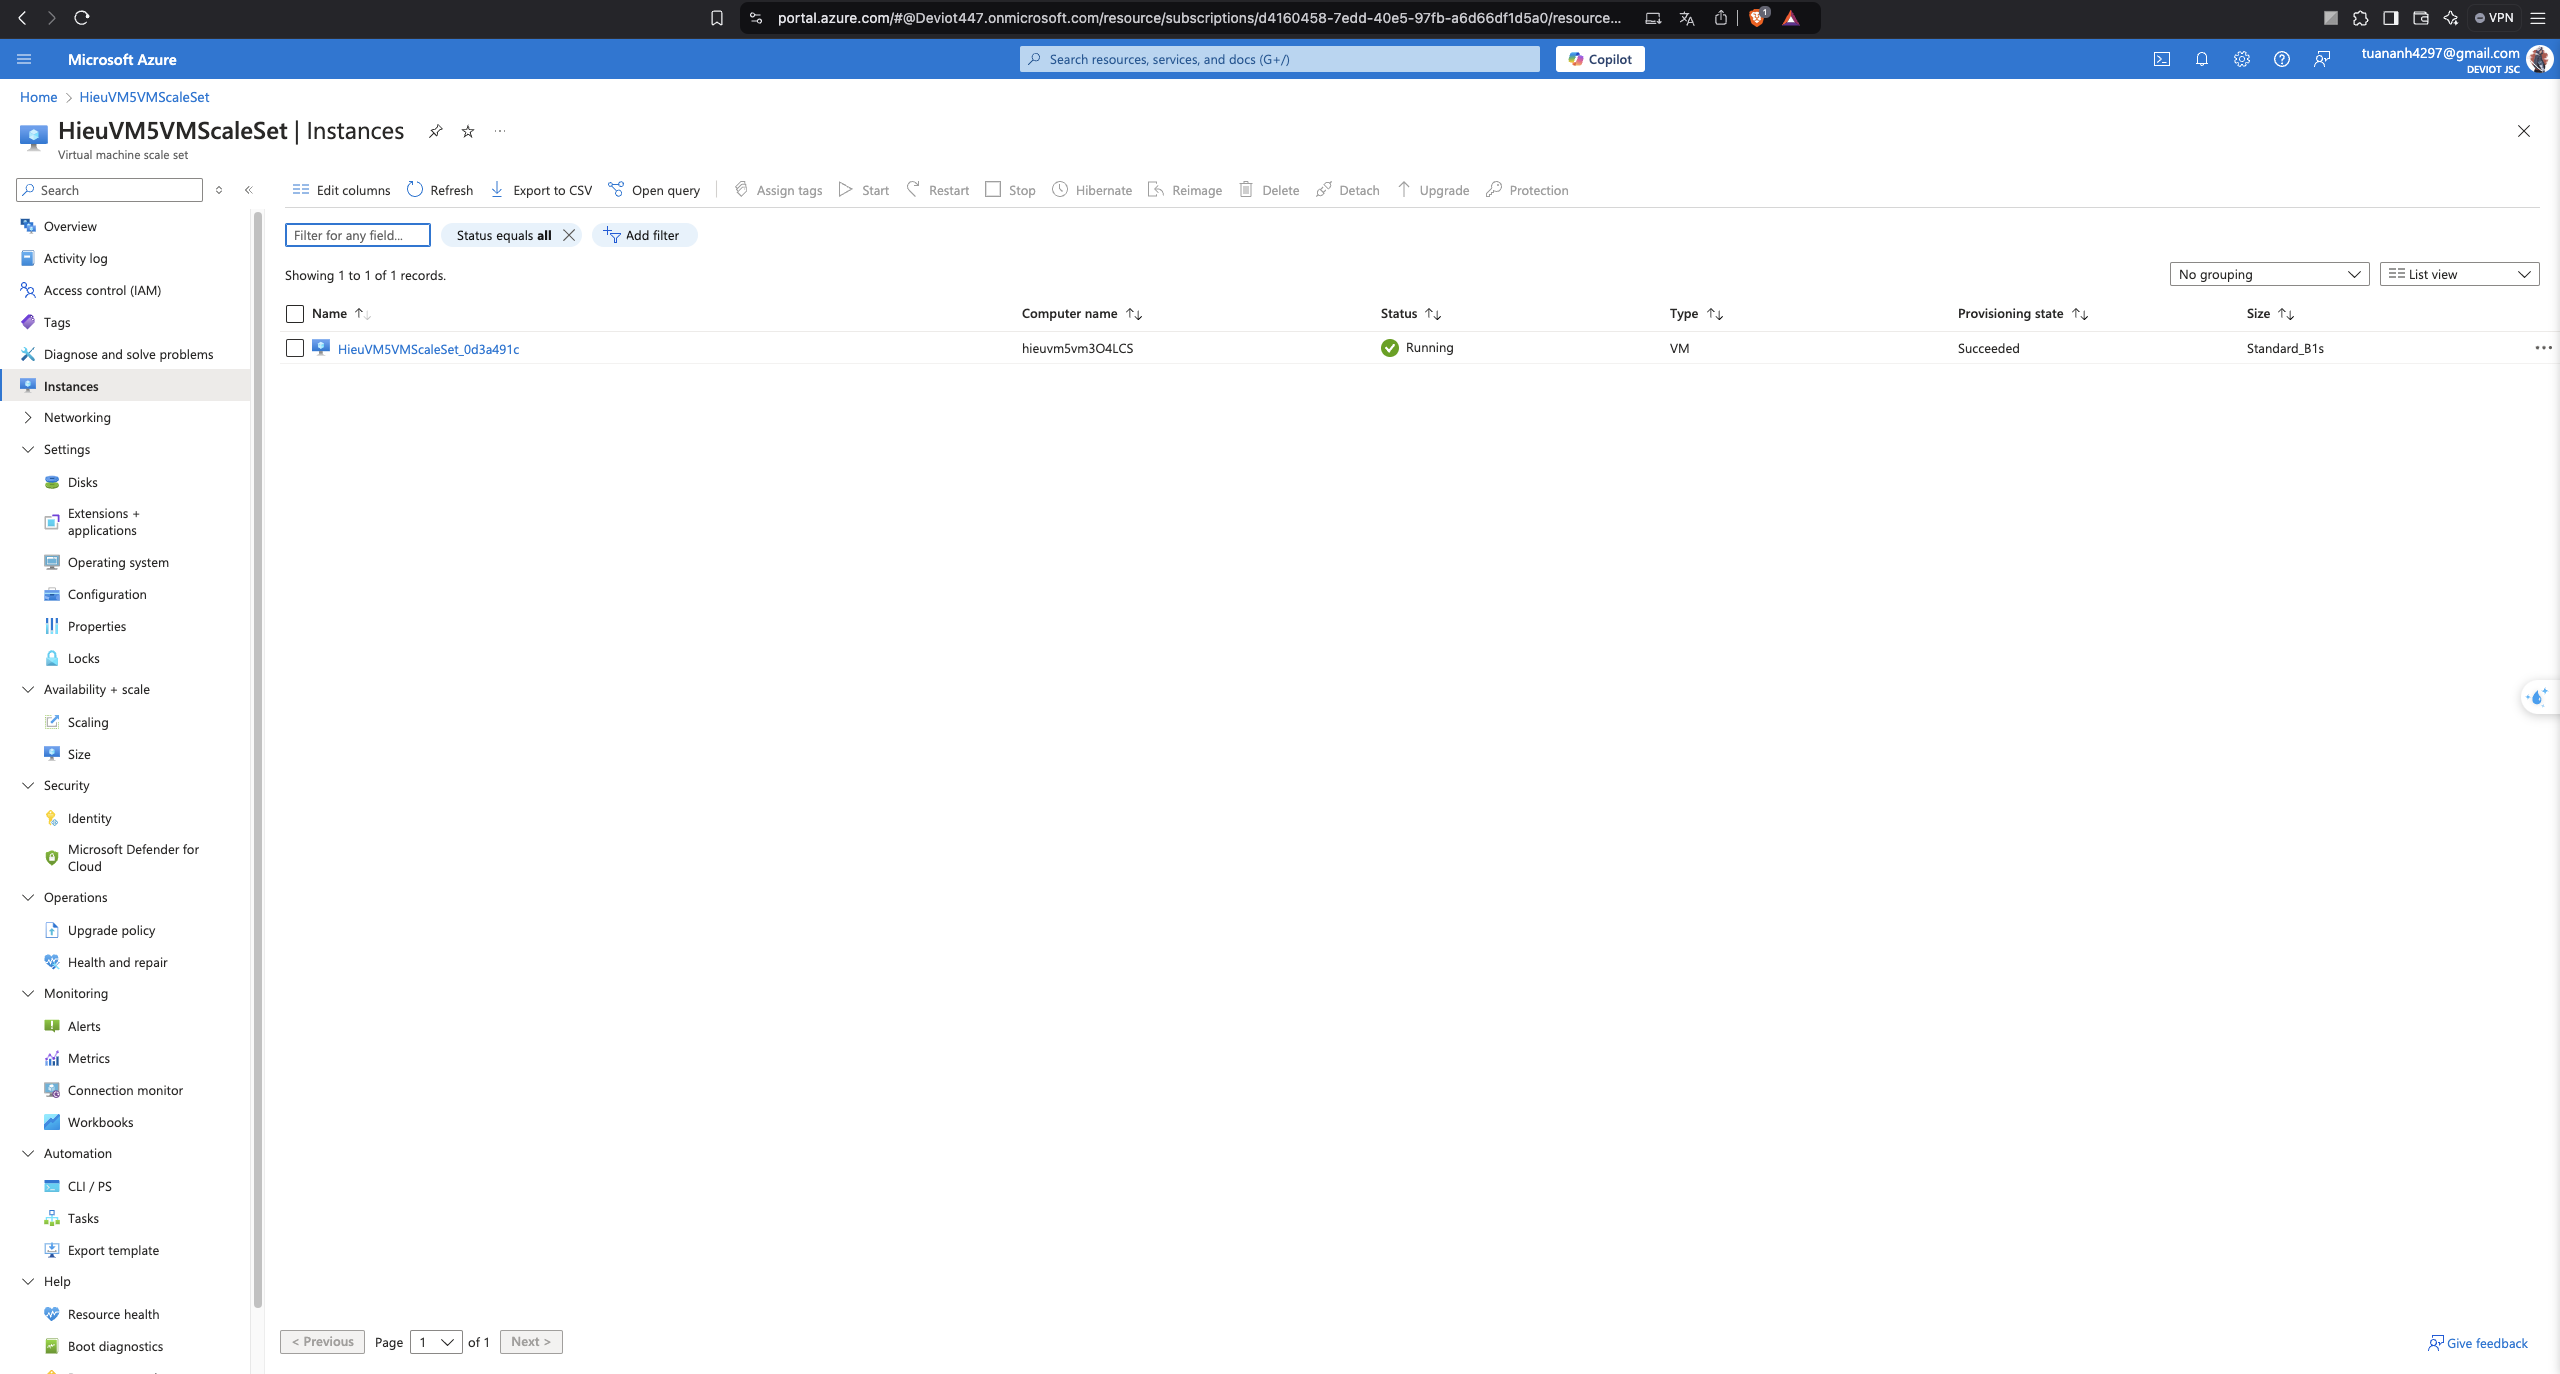 portal.azure.com/#@Deviot447.onmicrosoft.com/resource/subscriptions/d4160458-7edd-40e5-97fb-a6d66df1d5a0/resource...
1
VPN
Microsoft Azure
Search resources, services, and docs (G+/)
Copilot
tuananh4297@gmail.com
DEVIOT JSC
Home > HieuVM5VMScaleSet
HieuVM5VMScaleSet | Instances
Virtual machine scale set
Search
Edit columns
Refresh
Export to CSV
Open query
Assign tags
Start
Restart
Stop
Hibernate
Reimage
Delete
Detach
Upgrade
Protection
Filter for any field...
Status equals all
Add filter
Showing 1 to 1 of 1 records.
No grouping
List view
Name
Computer name
Status
Type
Provisioning state
Size
HieuVM5VMScaleSet_0d3a491c
hieuvm5vm3O4LCS
Running
VM
Succeeded
Standard_B1s
Overview
Activity log
Access control (IAM)
Tags
Diagnose and solve problems
Instances
Networking
Settings
Disks
Extensions +
applications
Operating system
Configuration
Properties
Locks
Availability + scale
Scaling
Size
Security
Identity
Microsoft Defender for
Cloud
Operations
Upgrade policy
Health and repair
Monitoring
Alerts
Metrics
Connection monitor
Workbooks
Automation
CLI / PS
Tasks
Export template
Help
Resource health
Boot diagnostics
< Previous
Page
1
of 1
Next >
Give feedback